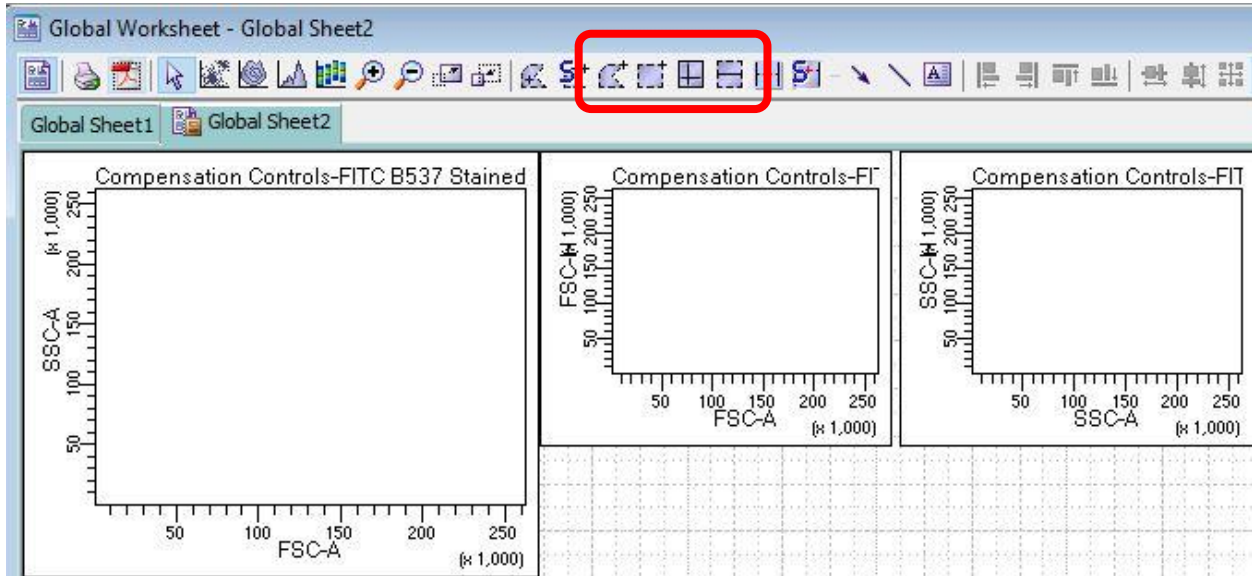 Global Worksheet - Global Sheet2
Global Sheet1
Global Sheet2
Compensation Controls-FITC B537 Stained
(x 1,000)
SSC-A
250
200
150
100
50
50 100 150 200 250
FSC-A
(x 1,000)
Compensation Controls-FI
(x 1,000)
250
200
150
100
50
50 100 150 200 250
FSC-A
(x 1,000)
Compensation Controls-FIT
(x 1,000)
250
200
150
100
50
50 100 150 200 250
SSC-A
(x 1,000)